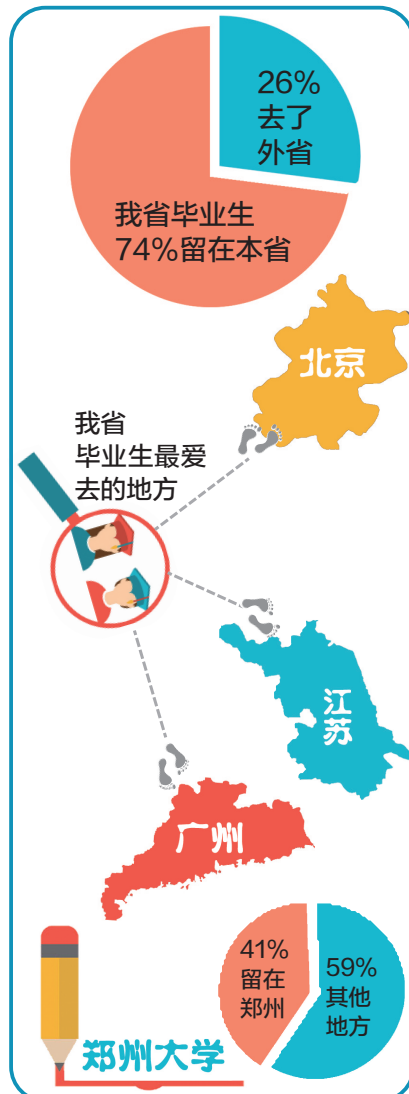 26%
去了
外省
我省毕业生
74%留在本省
北京
我省
毕业生最爱
去的地方
江苏
广州
41%
留在
郑州
59%
其他
地方
郑州大学